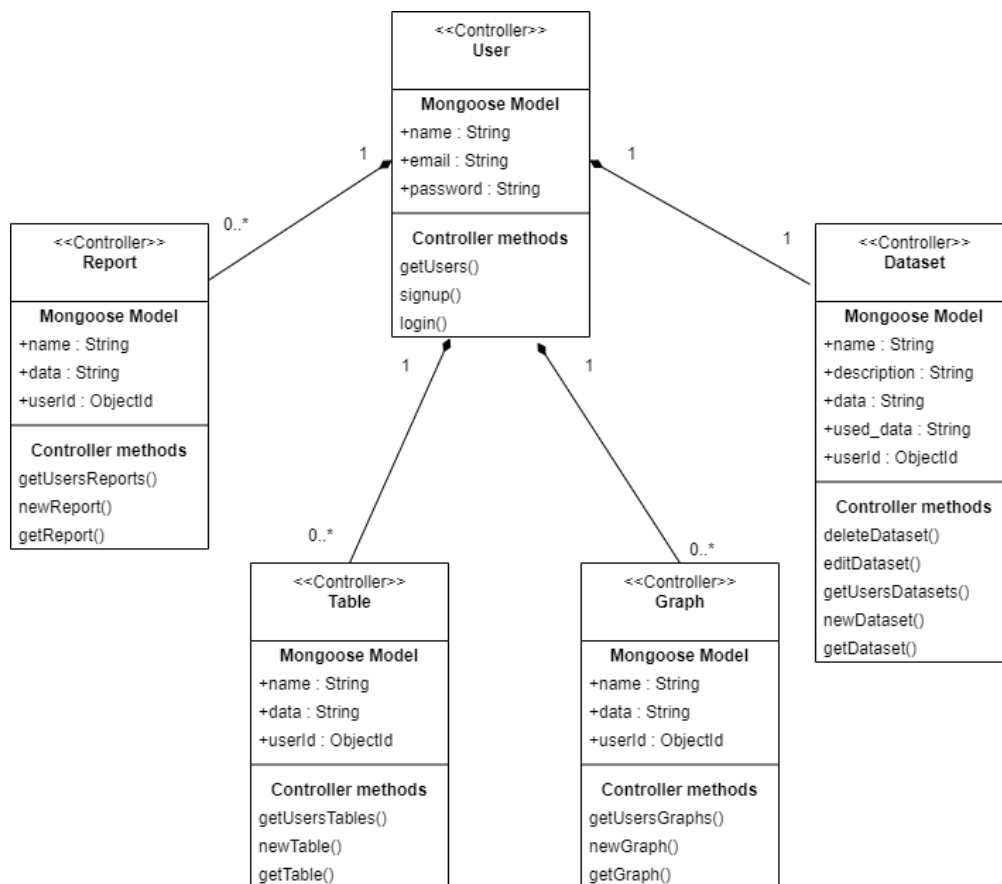 <<Controller>>
User
Mongoose Model
+name : String
+email : String
+password : String
Controller methods
getUsers()
signup()
login()
1
0..*
1
1
1
0..*
1
0..*
<<Controller>>
Report
Mongoose Model
+name : String
+data : String
+userId : ObjectId
Controller methods
getUsersReports()
newReport()
getReport()
<<Controller>>
Dataset
Mongoose Model
+name : String
+description : String
+data : String
+used_data : String
+userId : ObjectId
Controller methods
deleteDataset()
editDataset()
getUsersDatasets()
newDataset()
getDataset()
<<Controller>>
Table
Mongoose Model
+name : String
+data : String
+userId : ObjectId
Controller methods
getUsersTables()
newTable()
getTable()
<<Controller>>
Graph
Mongoose Model
+name : String
+data : String
+userId : ObjectId
Controller methods
getUsersGraphs()
newGraph()
getGraph()